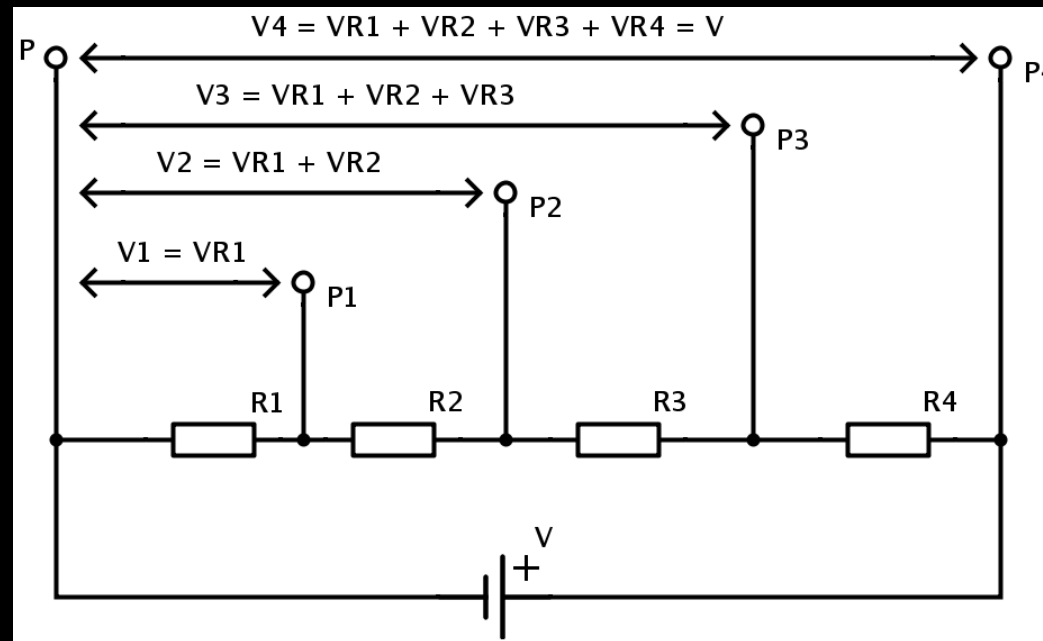 V4 = VR1 + VR2 + VR3 + VR4 = V
P
V3 = VR1 + VR2 + VR3
P3
V2 = VR1 + VR2
P2
V1 = VR1
P1
R1
R2
R3
R4
V
+